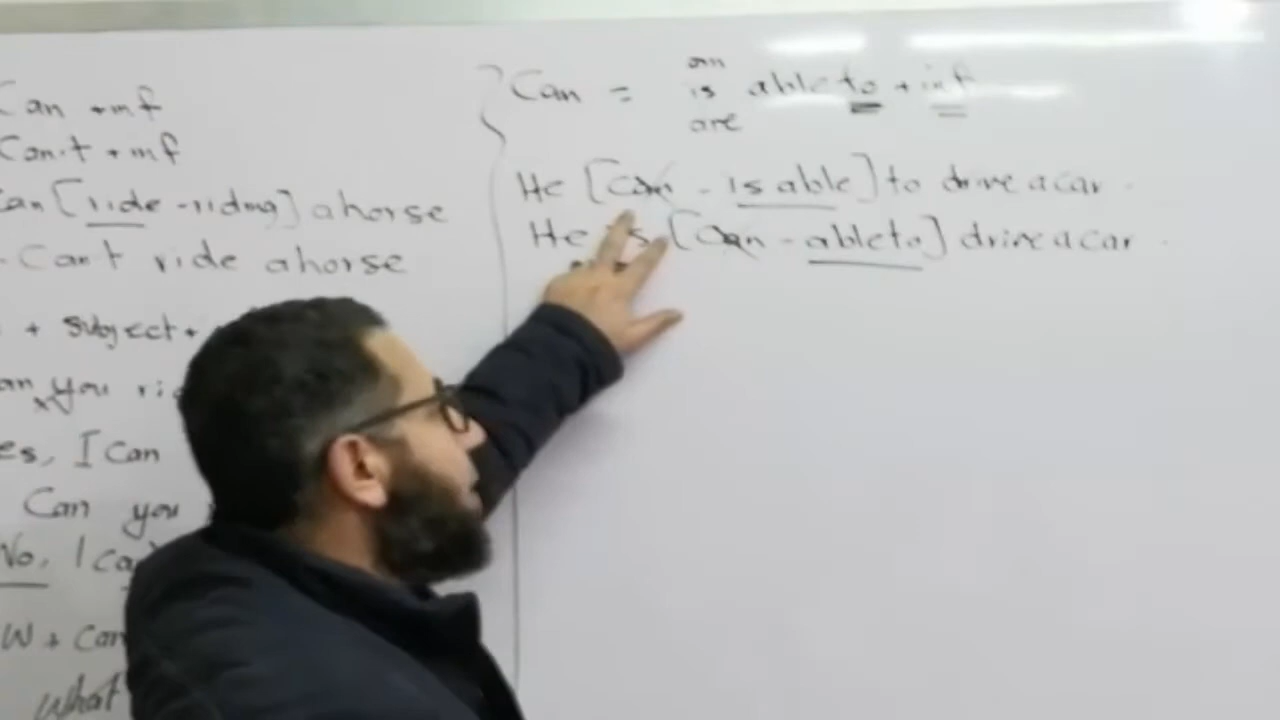 Can + inf
Can't + inf
Can [ride - riding] a horse
- Can't ride a horse
+ subject +
Can you
es, I can
Can you
No, I can
W + can
What
Can = am is are able to + inf
He [can - is able] to drive a car.
He is [can - able to] drive a car.